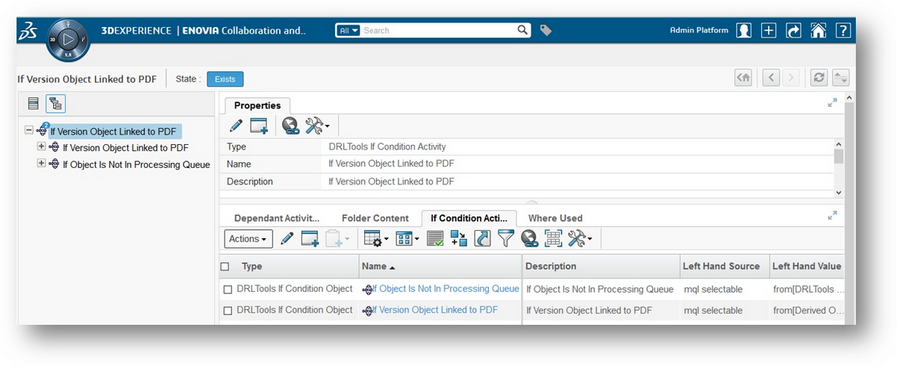 3DEXPERIENCE | ENOVIA Collaboration and.. All Search Admin Platform
If Version Object Linked to PDF State : Exists
If Version Object Linked to PDF
If Version Object Linked to PDF
If Object Is Not In Processing Queue
Properties
Type DRLTools If Condition Activity
Name If Version Object Linked to PDF
Description If Version Object Linked to PDF
Dependant Activit... Folder Content If Condition Acti... Where Used
Actions
Type Name Description Left Hand Source Left Hand Value
DRLTools If Condition Object If Object Is Not In Processing Queue If Object Is Not In Processing Queue mql selectable from[DRLTools ...
DRLTools If Condition Object If Version Object Linked to PDF If Version Object Linked to PDF mql selectable from[Derived O...